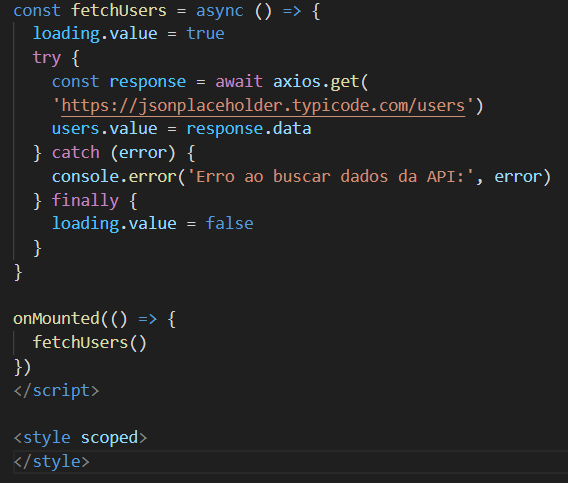 const fetchUsers = async () => {
  loading.value = true
  try {
    const response = await axios.get(
    'https://jsonplaceholder.typicode.com/users')
    users.value = response.data
  } catch (error) {
    console.error('Erro ao buscar dados da API:', error)
  } finally {
    loading.value = false
  }
}

onMounted(() => {
  fetchUsers()
})
</script>

<style scoped>
</style>